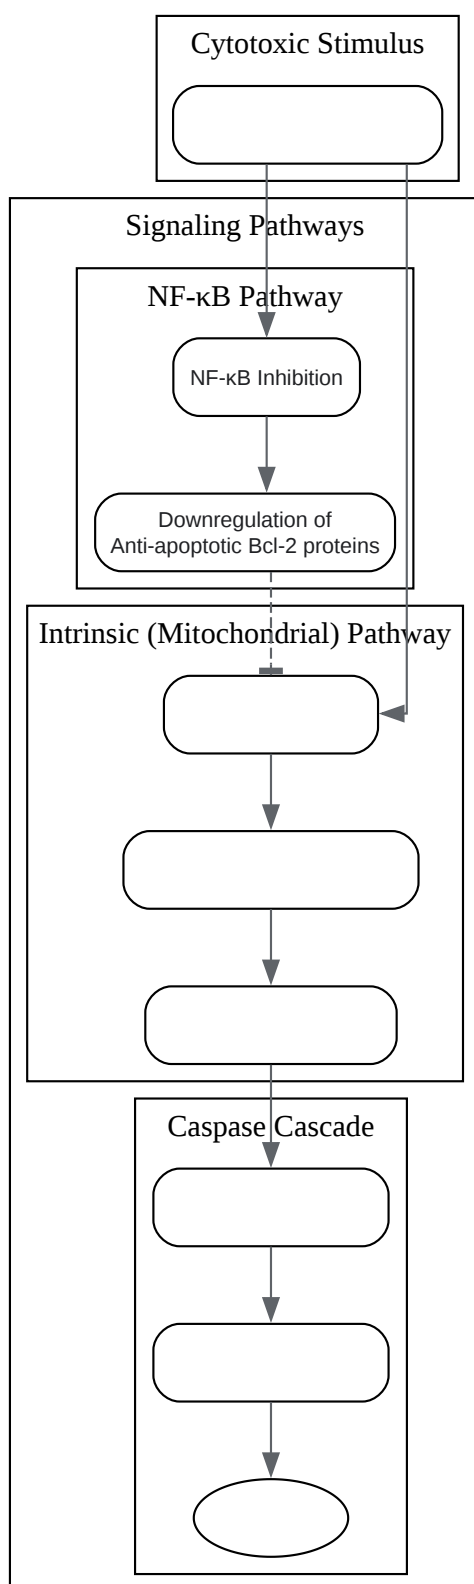 Cytotoxic Stimulus
Signaling Pathways
NF-κB Pathway
NF-κB Inhibition
Downregulation of
Anti-apoptotic Bcl-2 proteins
Intrinsic (Mitochondrial) Pathway
Caspase Cascade